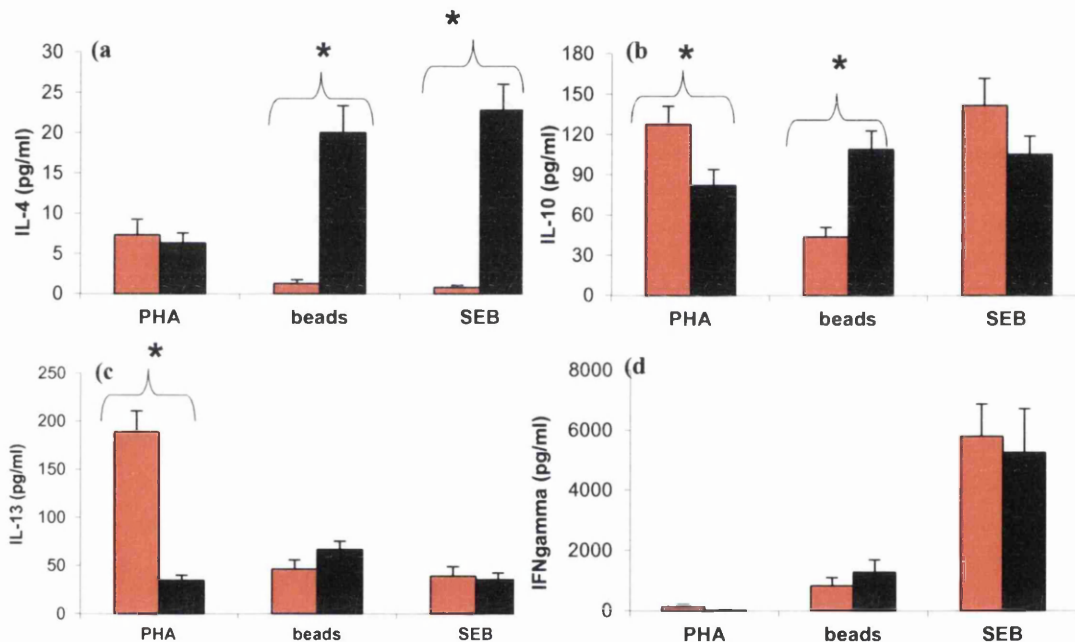 (a
*
*
30
25
20
15
10
5
0
IL-4 (pg/ml)
PHA beads SEB
(b
*
*
180
150
120
90
60
30
0
IL-10 (pg/ml)
PHA beads SEB
(c
*
250
200
150
100
50
0
IL-13 (pg/ml)
PHA beads SEB
(d
8000
6000
4000
2000
0
IFNgamma (pg/ml)
PHA beads SEB